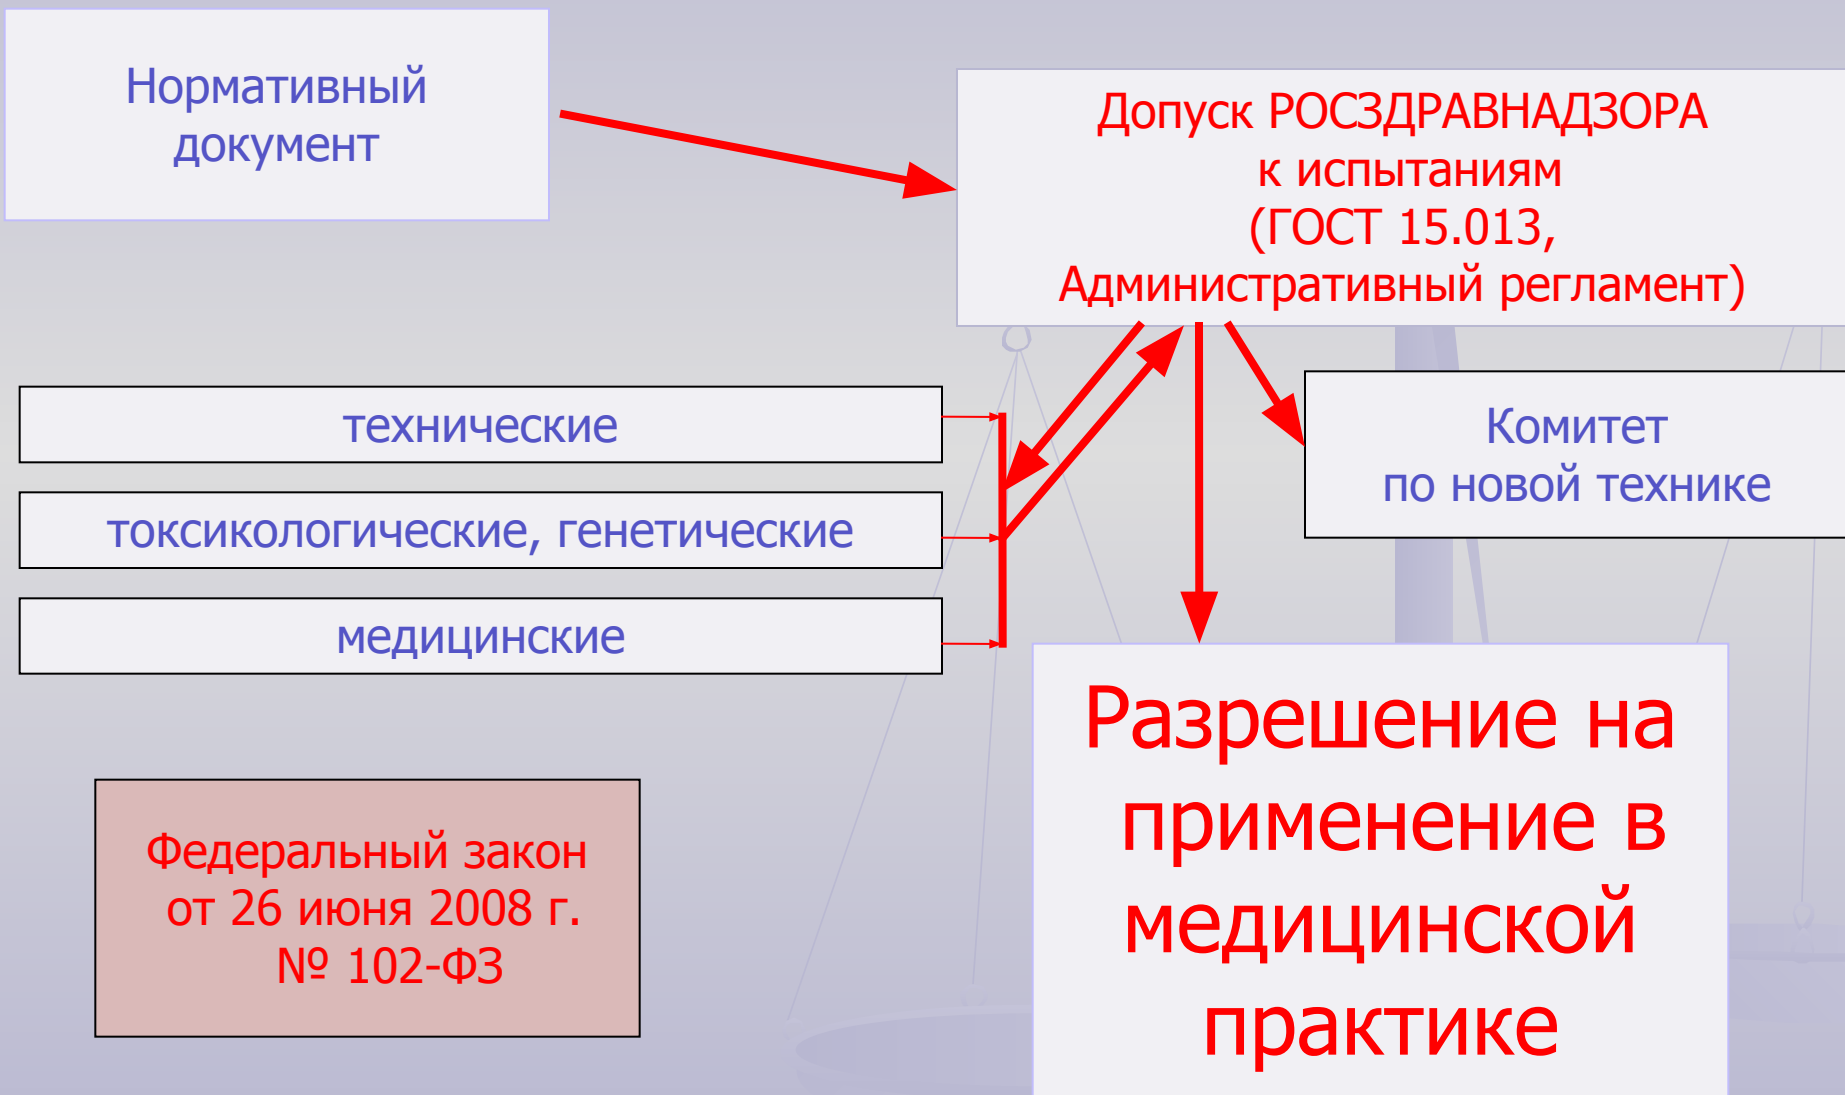 Нормативный
документ
Допуск РОСЗДРАВНАДЗОРА
к испытаниям
(ГОСТ 15.013,
Административный регламент)
технические
токсикологические, генетические
медицинские
Комитет
по новой технике
Федеральный закон
от 26 июня 2008 г.
№ 102-ФЗ
Разрешение на
применение в
медицинской
практике